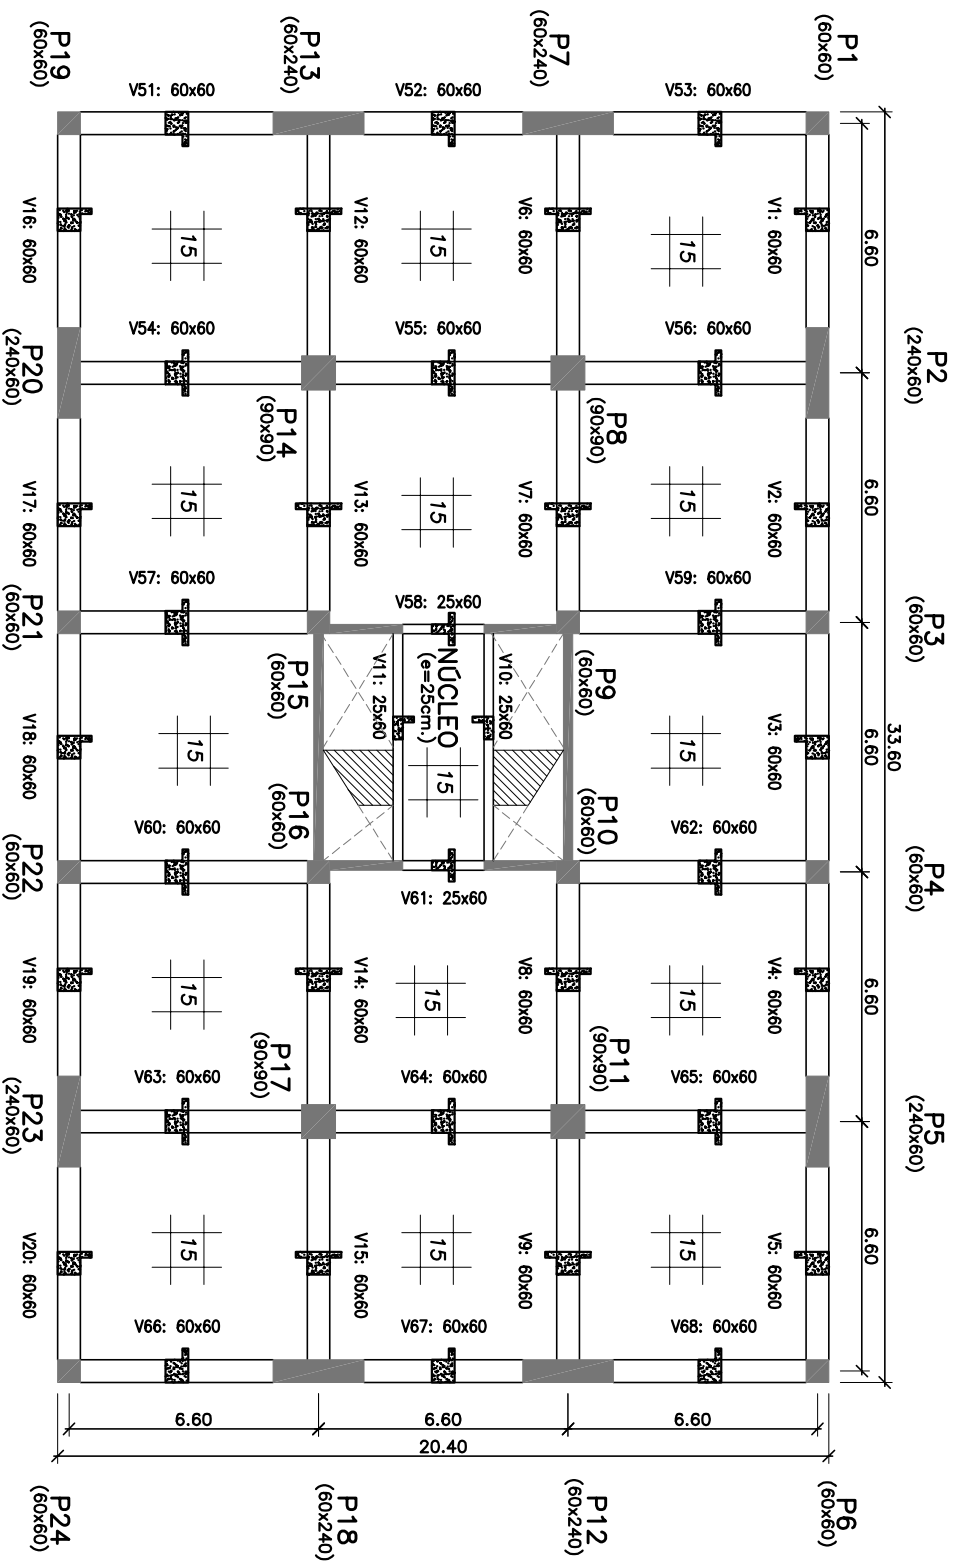 P1
(60x60)
P2
(240x60)
P3
(60x60)
P4
(60x60)
P5
(240x60)
P6
(60x60)
33.60
6.60
6.60
6.60
6.60
6.60
V1: 60x60
V2: 60x60
V3: 60x60
V4: 60x60
V5: 60x60
V53: 60x60
V56: 60x60
V59: 60x60
V62: 60x60
V65: 60x60
V68: 60x60
15
15
15
15
15
6.60
P7
(60x240)
P8
(90x90)
P9
(60x60)
P10
(60x60)
P11
(90x90)
P12
(60x240)
V6: 60x60
V7: 60x60
V10: 25x60
V8: 60x60
V9: 60x60
V52: 60x60
V55: 60x60
V58: 25x60
NÚCLEO
(e=25cm.)
V61: 25x60
V64: 60x60
V67: 60x60
15
15
15
15
15
6.60
20.40
V12: 60x60
V13: 60x60
V11: 25x60
V14: 60x60
V15: 60x60
P13
(60x240)
P14
(90x90)
P15
(60x60)
P16
(60x60)
P17
(90x90)
P18
(60x240)
V51: 60x60
V54: 60x60
V57: 60x60
V60: 60x60
V63: 60x60
V66: 60x60
15
15
15
15
15
6.60
V16: 60x60
V17: 60x60
V18: 60x60
V19: 60x60
V20: 60x60
P19
(60x60)
P20
(240x60)
P21
(60x60)
P22
(60x60)
P23
(240x60)
P24
(60x60)